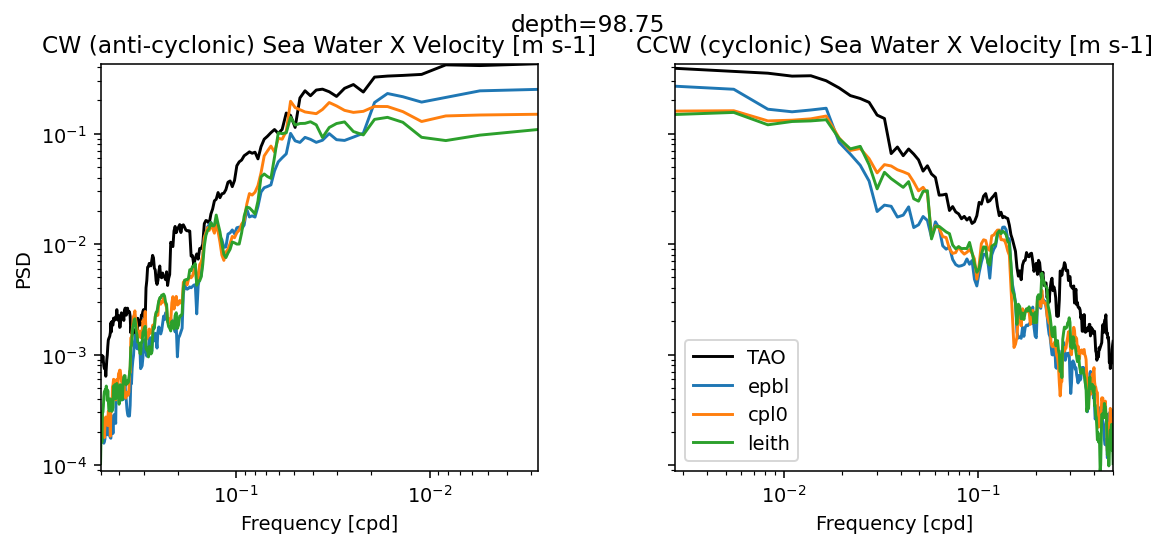 depth=98.75
CW (anti-cyclonic) Sea Water X Velocity [m s-1]
CCW (cyclonic) Sea Water X Velocity [m s-1]
PSD
10⁻¹
10⁻²
10⁻³
10⁻⁴
10⁻¹
10⁻²
Frequency [cpd]
TAO
epbl
cpl0
leith
10⁻²
10⁻¹
Frequency [cpd]